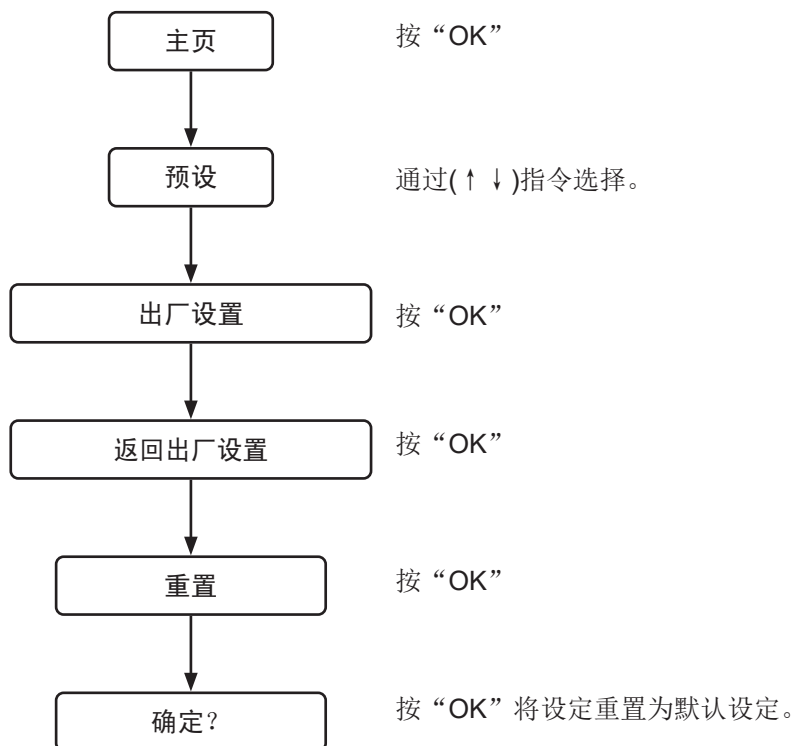 主页 按“OK”
预设 通过(↑↓)指令选择。
出厂设置 按“OK”
返回出厂设置 按“OK”
重置 按“OK”
确定？ 按“OK”将设定重置为默认设定。